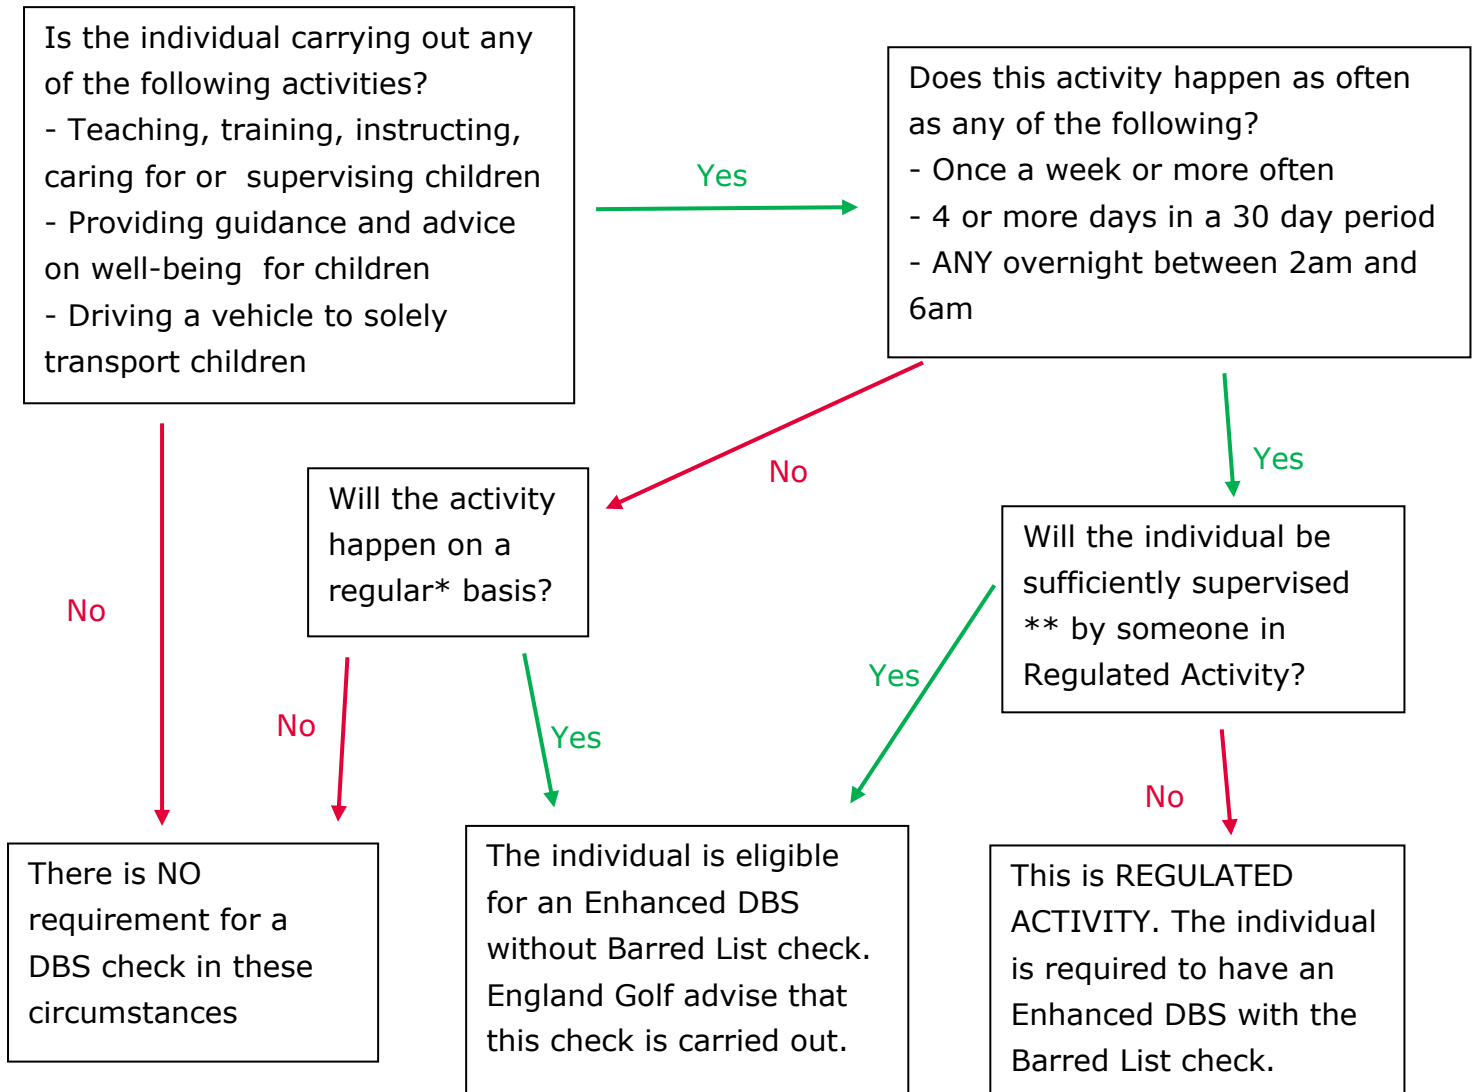 Is the individual carrying out any
of the following activities?
- Teaching, training, instructing,
caring for or supervising children
- Providing guidance and advice
on well-being for children
- Driving a vehicle to solely
transport children
Yes
Does this activity happen as often
as any of the following?
- Once a week or more often
- 4 or more days in a 30 day period
- ANY overnight between 2am and
6am
No
No
Yes
Will the activity
happen on a
regular* basis?
Will the individual be
sufficiently supervised
** by someone in
Regulated Activity?
No
Yes
Yes
No
There is NO
requirement for a
DBS check in these
circumstances
The individual is eligible
for an Enhanced DBS
without Barred List check.
England Golf advise that
this check is carried out.
This is REGULATED
ACTIVITY. The individual
is required to have an
Enhanced DBS with the
Barred List check.